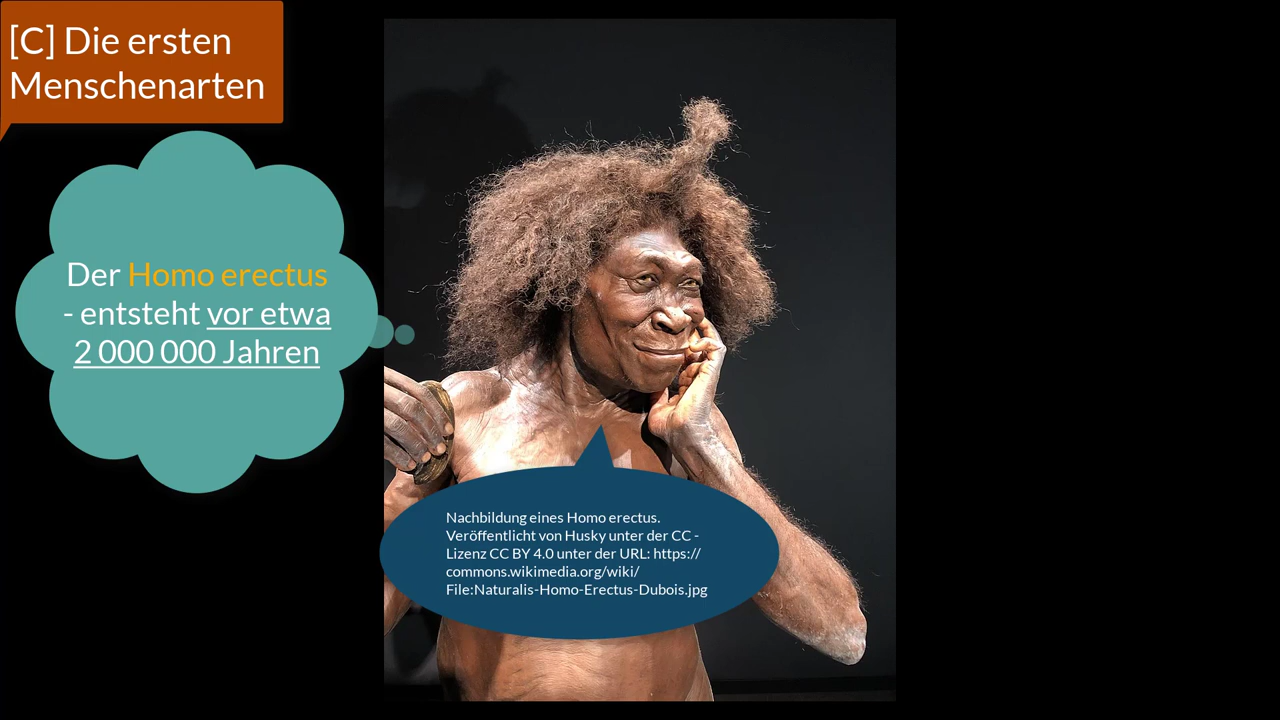 [C] Die ersten
Menschenarten
Der Homo erectus
- entsteht vor etwa
2 000 000 Jahren
Nachbildung eines Homo erectus.
Veröffentlicht von Husky unter der CC -
Lizenz CC BY 4.0 unter der URL: https://
commons.wikimedia.org/wiki/
File:Naturalis-Homo-Erectus-Dubois.jpg